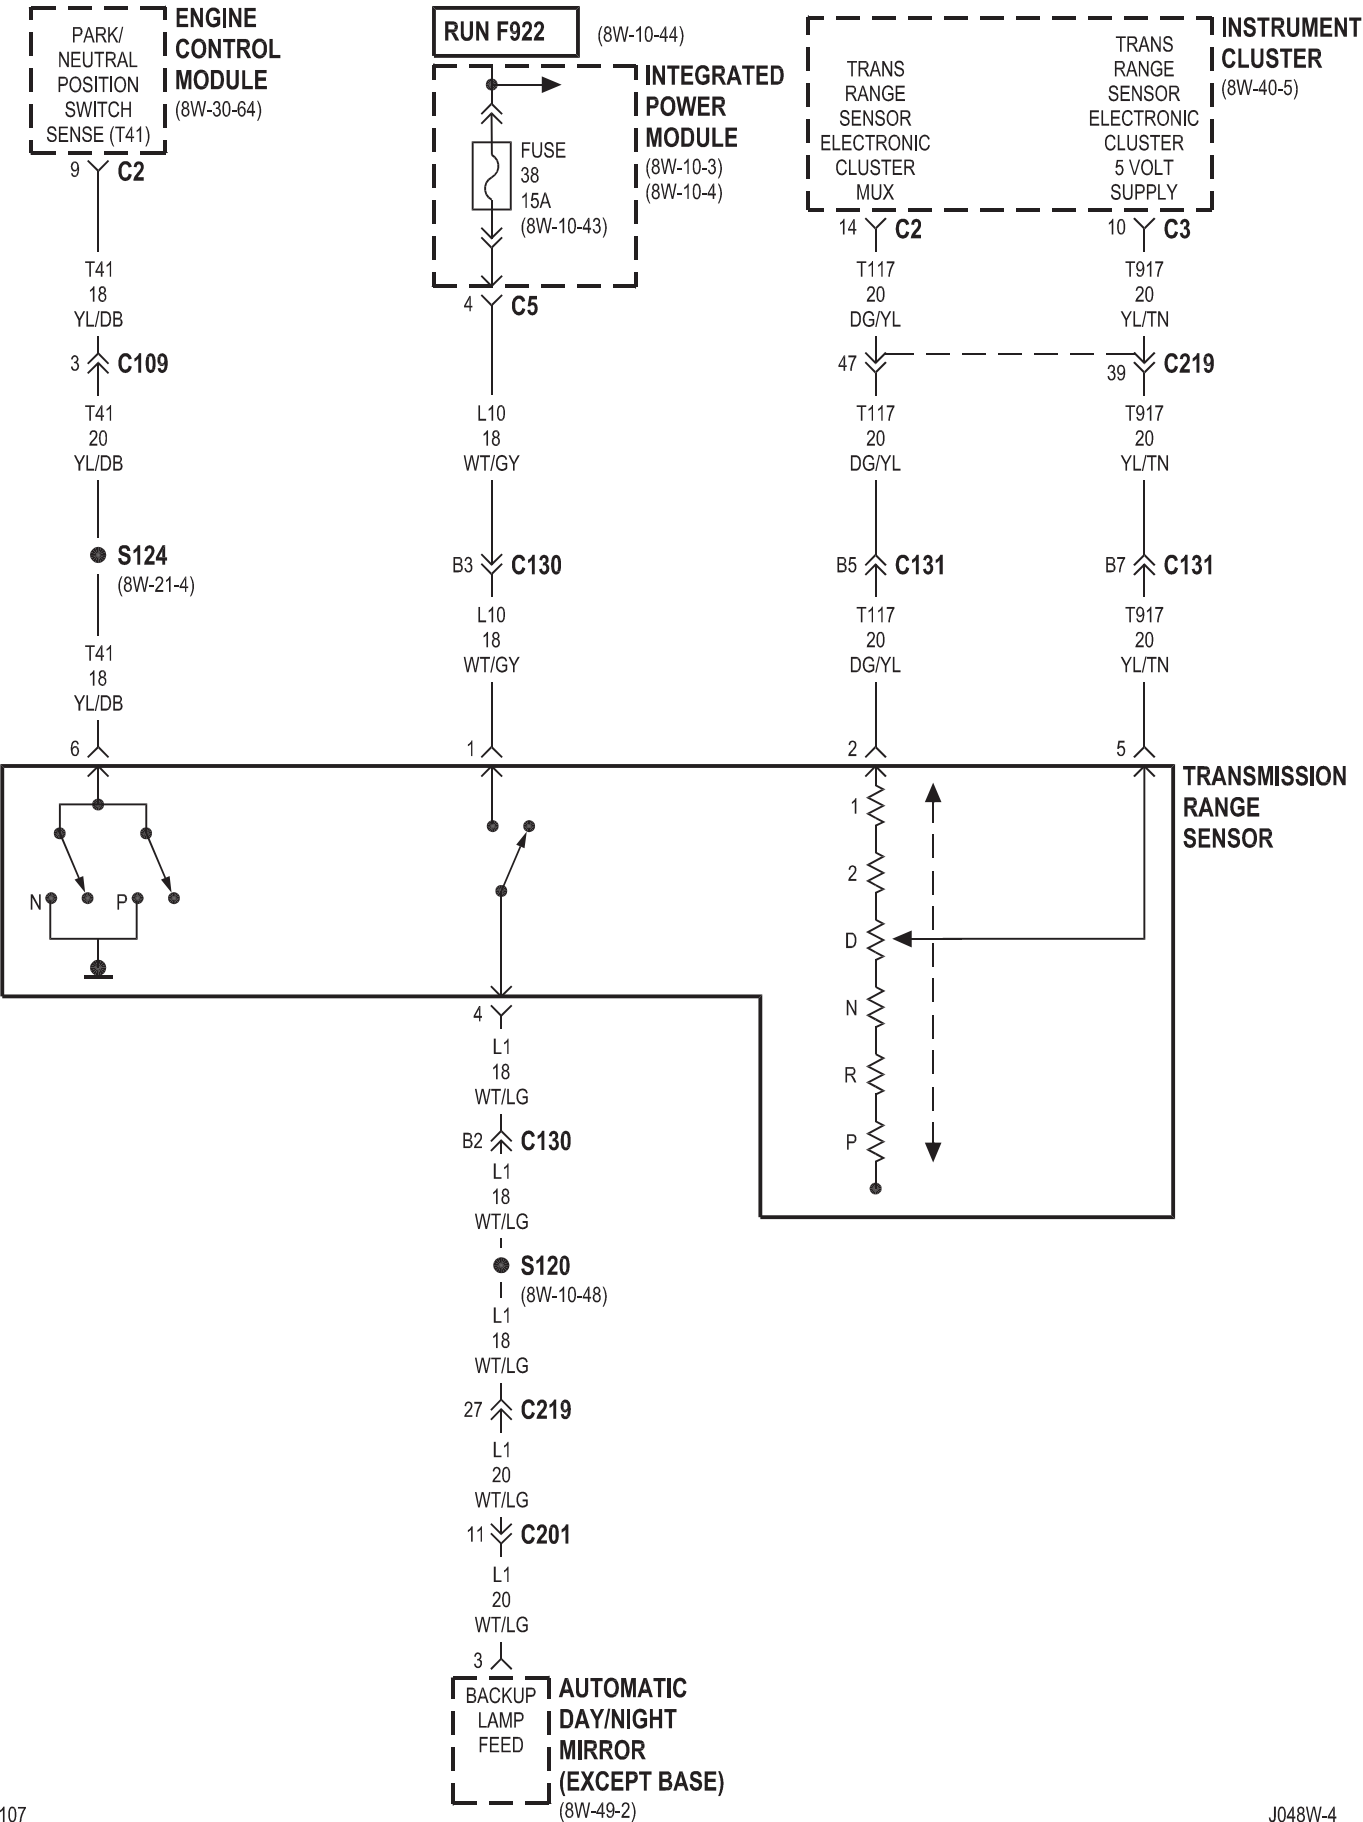 PARK/
NEUTRAL
POSITION
SWITCH
SENSE (T41)
ENGINE
CONTROL
MODULE
(8W-30-64)
9
C2
T41
18
YL/DB
3
C109
T41
20
YL/DB
S124
(8W-21-4)
T41
18
YL/DB
6
RUN F922
(8W-10-44)
INTEGRATED
POWER
MODULE
(8W-10-3)
(8W-10-4)
FUSE
38
15A
(8W-10-43)
4
C5
L10
18
WT/GY
B3
C130
L10
18
WT/GY
1
TRANS
RANGE
SENSOR
ELECTRONIC
CLUSTER
MUX
TRANS
RANGE
SENSOR
ELECTRONIC
CLUSTER
5 VOLT
SUPPLY
INSTRUMENT
CLUSTER
(8W-40-5)
14
C2
10
C3
T117
20
DG/YL
T917
20
YL/TN
47
39
C219
T117
20
DG/YL
T917
20
YL/TN
B5
C131
B7
C131
T117
20
DG/YL
T917
20
YL/TN
2
5
TRANSMISSION
RANGE
SENSOR
N
P
1
2
D
N
R
P
4
L1
18
WT/LG
B2
C130
L1
18
WT/LG
S120
(8W-10-48)
L1
18
WT/LG
27
C219
L1
20
WT/LG
11
C201
L1
20
WT/LG
3
BACKUP
LAMP
FEED
AUTOMATIC
DAY/NIGHT
MIRROR
(EXCEPT BASE)
(8W-49-2)
107
J048W-4